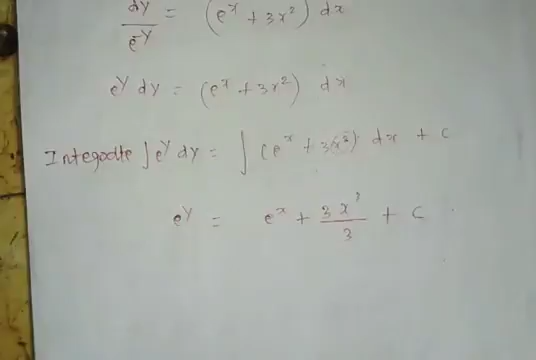 dy/e^-y = (e^x + 3x^2) dx
e^y dy = (e^x + 3x^2) dx
Integrate ∫e^y dy = ∫(e^x + 3x^2) dx + c
e^y = e^x + 3x^3/3 + c